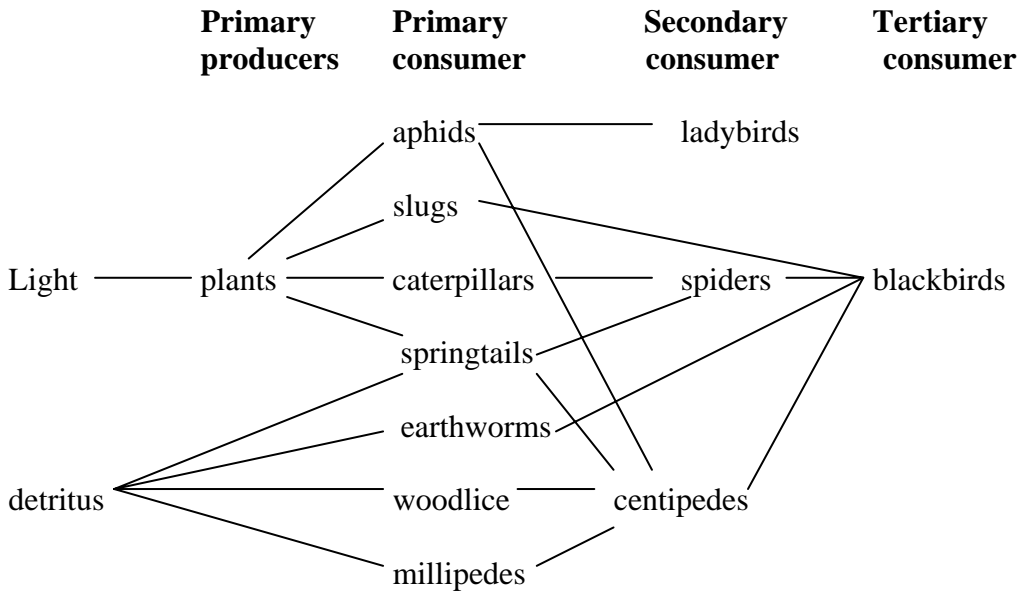 Primary Primary Secondary Tertiary
producers consumer consumer consumer
aphids ladybirds
slugs
Light plants caterpillars spiders blackbirds
springtails
earthworms
detritus woodlice centipedes
millipedes